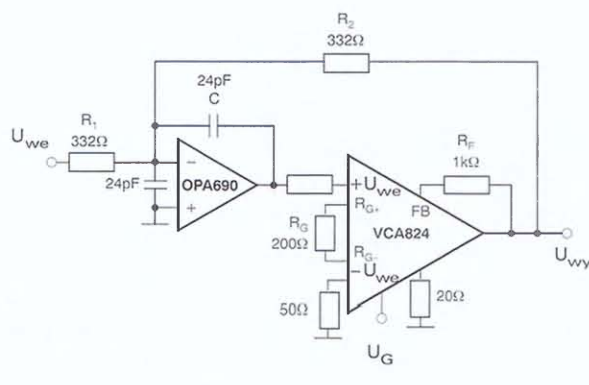 R2
332Ω
24pF
C
R1
332Ω
Uwe
24pF
−
OPA690
+
RF
1kΩ
+Uwe
RG+
FB
RG
200Ω
VCA824
RG-
−Uwe
Uwy
50Ω
20Ω
UG